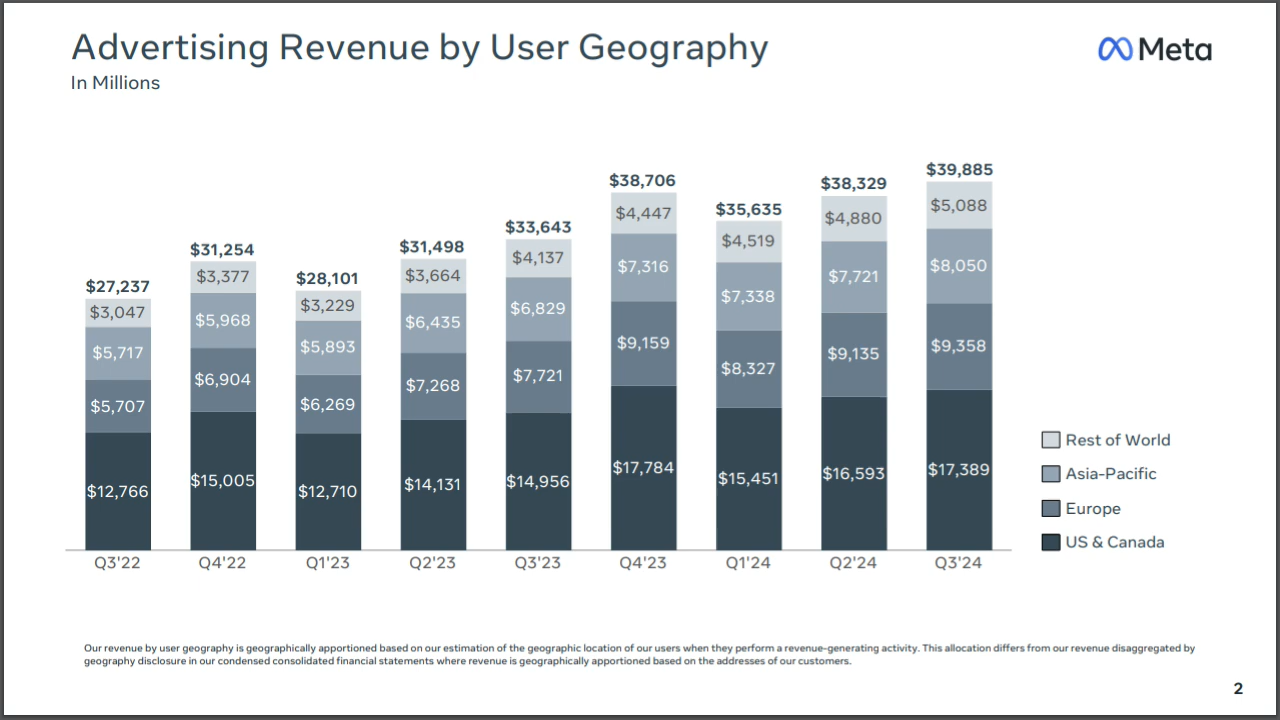 Advertising Revenue by User Geography
In Millions
Meta
$27,237
$3,047
$5,717
$5,707
$12,766
Q3'22
$31,254
$3,377
$5,968
$6,904
$15,005
Q4'22
$28,101
$3,229
$5,893
$6,269
$12,710
Q1'23
$31,498
$3,664
$6,435
$7,268
$14,131
Q2'23
$33,643
$4,137
$6,829
$7,721
$14,956
Q3'23
$38,706
$4,447
$7,316
$9,159
$17,784
Q4'23
$35,635
$4,519
$7,338
$8,327
$15,451
Q1'24
$38,329
$4,880
$7,721
$9,135
$16,593
Q2'24
$39,885
$5,088
$8,050
$9,358
$17,389
Q3'24
Rest of World
Asia-Pacific
Europe
US & Canada
Our revenue by user geography is geographically apportioned based on our estimation of the geographic location of our users when they perform a revenue-generating activity. This allocation differs from our revenue disaggregated by
geography disclosure in our condensed consolidated financial statements where revenue is geographically apportioned based on the addresses of our customers.
2